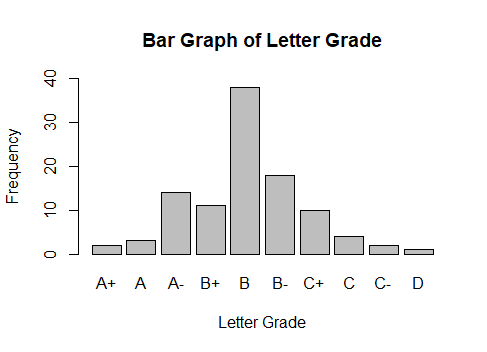 Bar Graph of Letter Grade
Frequency
40
30
20
10
0
A+ A A- B+ B B- C+ C C- D
Letter Grade